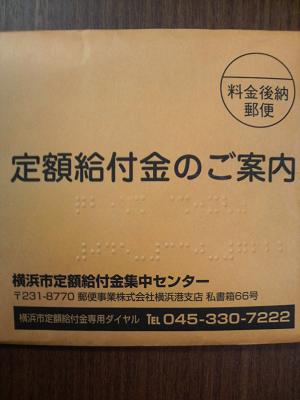 料金後納
郵便
定額給付金のご案内
横浜市定額給付金集中センター
〒231-8770 郵便事業株式会社横浜港支店 私書箱66号
横浜市定額給付金専用ダイヤル TEL 045-330-7222